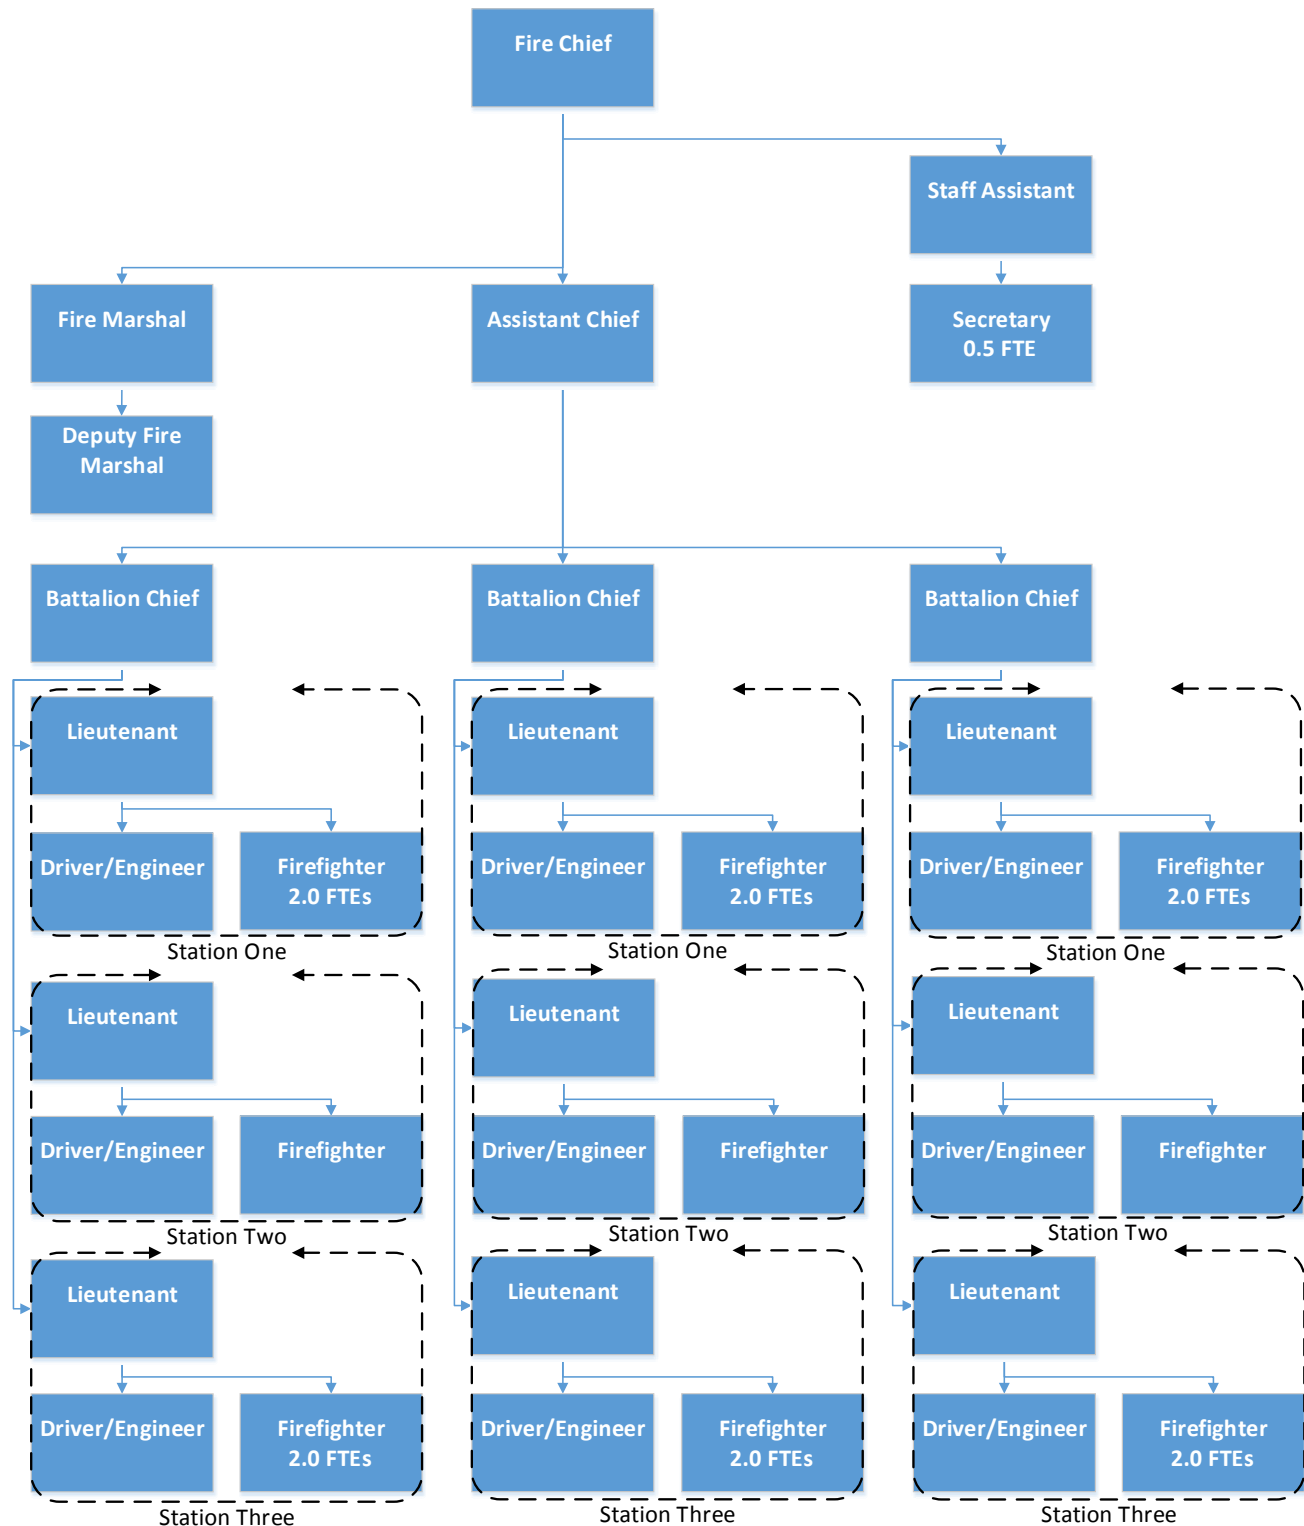 Fire Chief
Staff Assistant
Fire Marshal
Assistant Chief
Secretary
0.5 FTE
Deputy Fire
Marshal
Battalion Chief
Battalion Chief
Battalion Chief
Lieutenant
Lieutenant
Lieutenant
Driver/Engineer
Firefighter
2.0 FTEs
Driver/Engineer
Firefighter
2.0 FTEs
Driver/Engineer
Firefighter
2.0 FTEs
Station One
Station One
Station One
Lieutenant
Lieutenant
Lieutenant
Driver/Engineer
Firefighter
Driver/Engineer
Firefighter
Driver/Engineer
Firefighter
Station Two
Station Two
Station Two
Lieutenant
Lieutenant
Lieutenant
Driver/Engineer
Firefighter
2.0 FTEs
Driver/Engineer
Firefighter
2.0 FTEs
Driver/Engineer
Firefighter
2.0 FTEs
Station Three
Station Three
Station Three